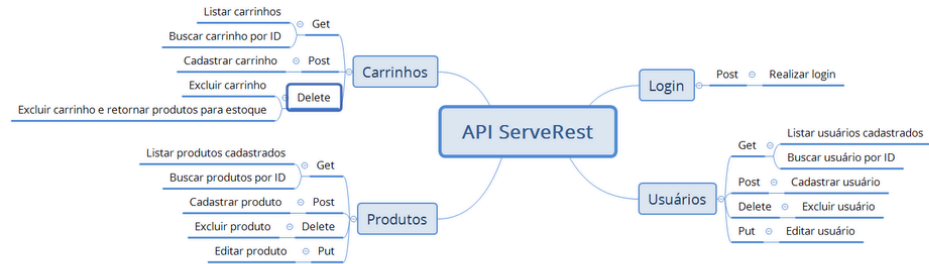 API ServeRest
Carrinhos
Get
Listar carrinhos
Buscar carrinho por ID
Post
Cadastrar carrinho
Delete
Excluir carrinho
Excluir carrinho e retornar produtos para estoque
Produtos
Get
Listar produtos cadastrados
Buscar produtos por ID
Post
Cadastrar produto
Delete
Excluir produto
Put
Editar produto
Login
Post
Realizar login
Usuários
Get
Listar usuários cadastrados
Buscar usuário por ID
Post
Cadastrar usuário
Delete
Excluir usuário
Put
Editar usuário